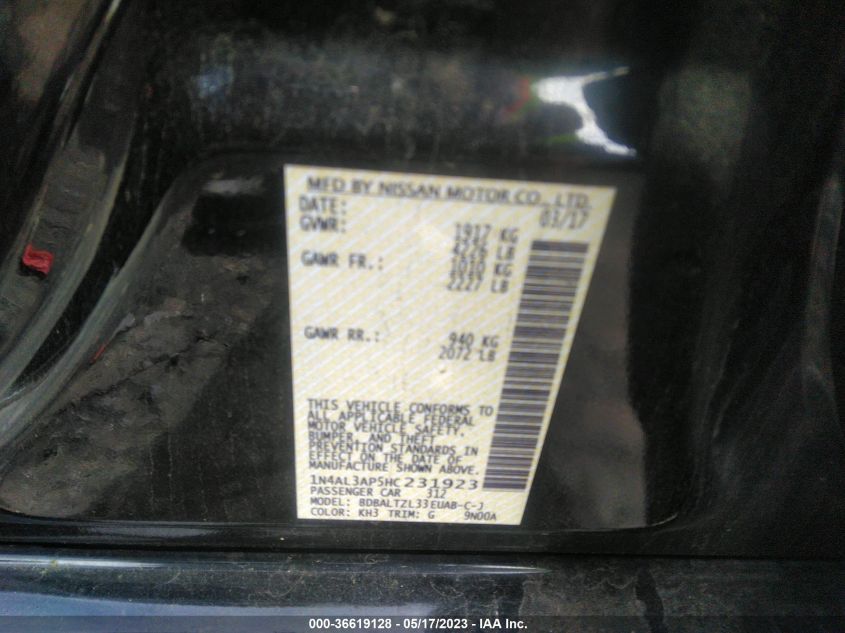 MFD BY NISSAN MOTOR CO., LTD.
DATE: 03/17
GVWR: 1917 KG
4226 LB
GAWR FR.: 1010 KG
2227 LB
GAWR RR.: 940 KG
2072 LB
THIS VEHICLE CONFORMS TO
ALL APPLICABLE FEDERAL
MOTOR VEHICLE SAFETY,
BUMPER, AND THEFT
PREVENTION STANDARDS IN
EFFECT ON THE DATE OF
MANUFACTURE SHOWN ABOVE.
1N4AL3AP5HC231923
PASSENGER CAR 312
MODEL: BDBALTZL33EUAB-C-J
COLOR: KH3 TRIM: G 9N00A
000-36619128 - 05/17/2023 - IAA Inc.